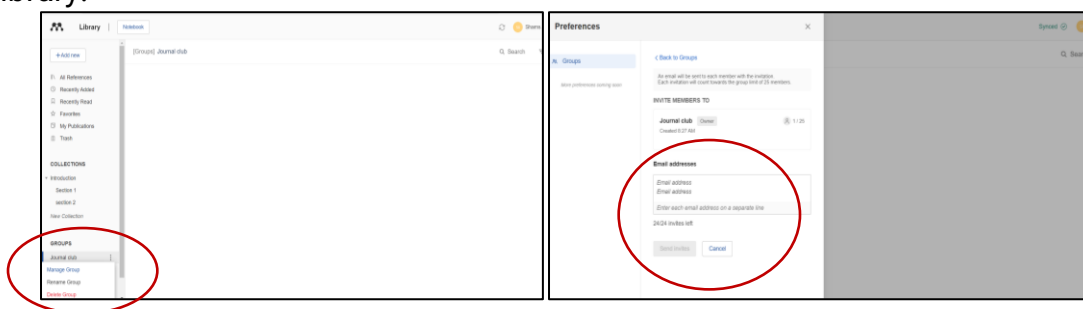 library.
Library
Notebook
+Add new
[Groups] Journal club
Search
All References
Recently Added
Recently Read
Favorites
My Publications
Trash
COLLECTIONS
Introduction
Section 1
section 2
New Collection
GROUPS
Journal club
Manage Group
Rename Group
Delete Group
Preferences
Groups
More preferences coming soon
< Back to Groups
An email will be sent to each member with the invitation.
Each invitation will count towards the group limit of 25 members.
INVITE MEMBERS TO
Journal club Owner 1 / 25
Created 8:27 AM
Email addresses
Email address
Email address
Enter each email address on a separate line
24/24 invites left
Send Invites Cancel
Synced